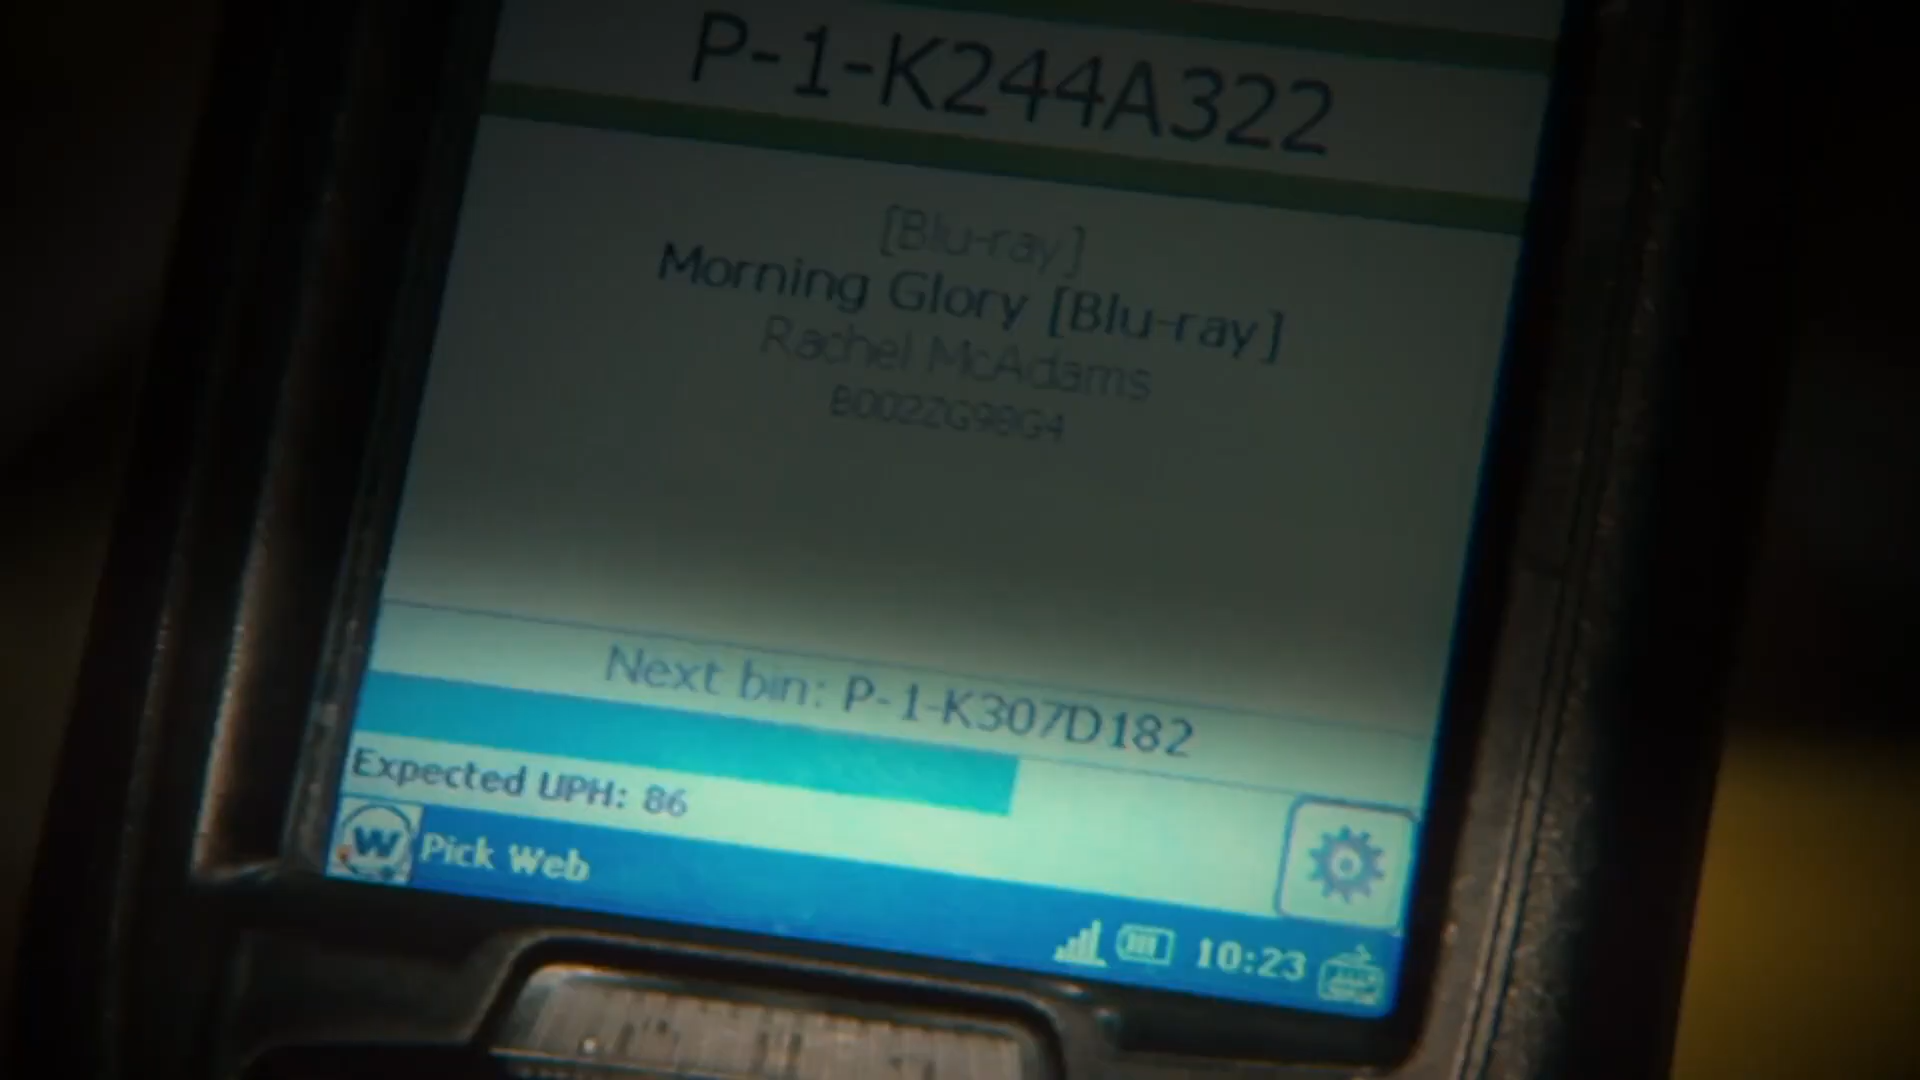 P-1-K244A322
[Blu-ray]
Morning Glory [Blu-ray]
Rachel McAdams
B002ZG98G4
Next bin: P-1-K307D182
Expected UPH: 86
W Pick Web
10:23